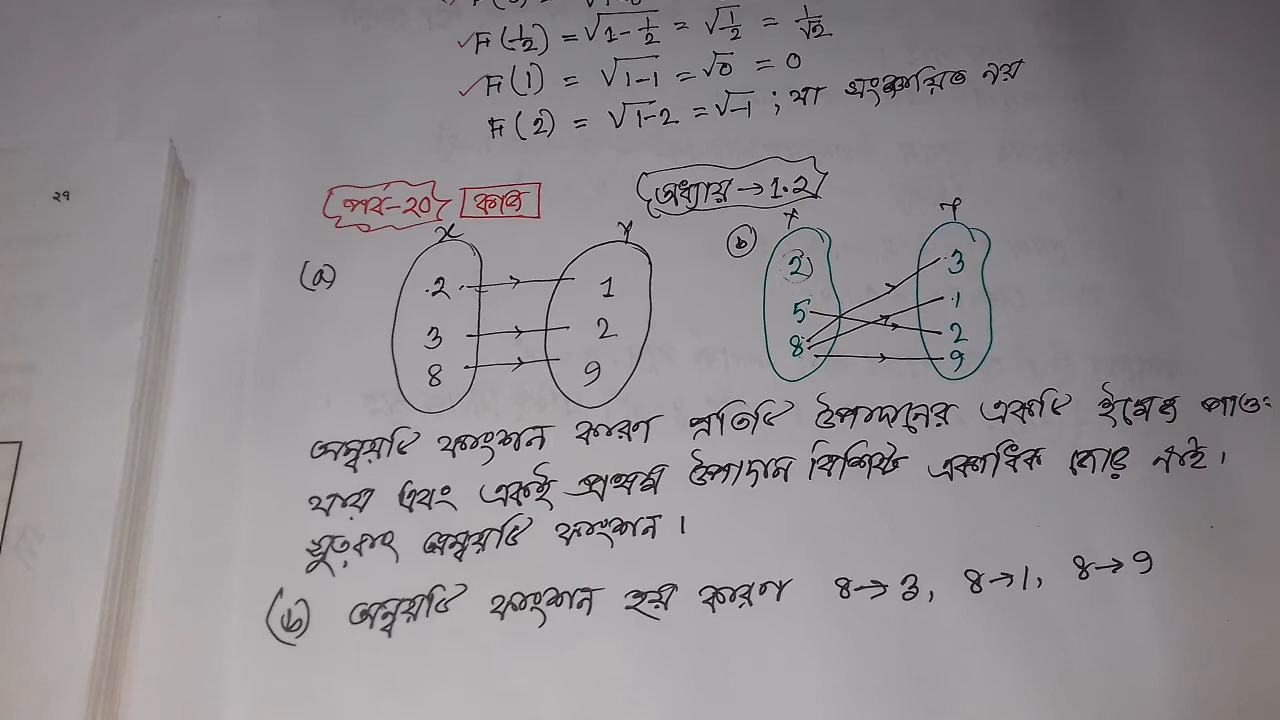 F(½) = √1-½ = √½ = 1/√2
F(1) = √1-1 = √0 = 0
F(2) = √1-2 = √-1 ; যা সংজ্ঞায়িত নয়
২৭
পর্ব-২০ কাব্য অধ্যায়→1.2
x y x y
(a) (b)
2 1 2 3
3 2 5 1
8 9 8 2
9
অন্বয়টি ফাংশন কারণ প্রতিটি উপাদানের একটি ইমেজ পাও:
যায় এবং একই প্রথম উপাদান বিশিষ্ট একাধিক জোড় নাই।
সুতরাং অন্বয়টি ফাংশন।
(b) অন্বয়টি ফাংশন হয় কারণ 8→3, 8→1, 8→9